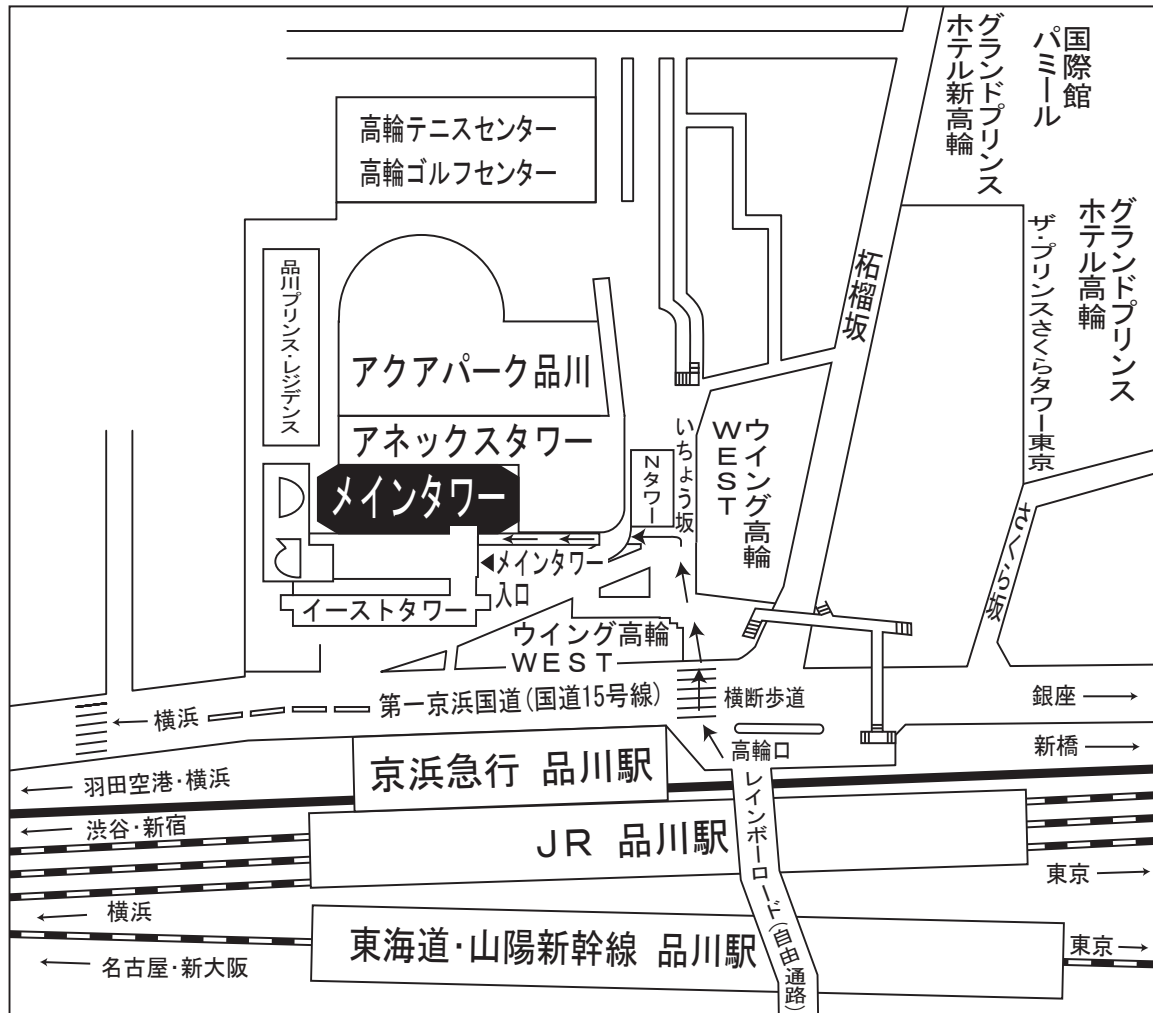 国際館
パミール
グランドプリンス
ホテル新高輪
高輪テニスセンター
高輪ゴルフセンター
グランドプリンス
ホテル高輪
ザ・プリンスさくらタワー東京
柘榴坂
品川プリンス・レジデンス
アクアパーク品川
アネックスタワー
メインタワー
Nタワー
いちょう坂
ウイング高輪
WEST
さくら坂
◀メインタワー
入口
イーストタワー
ウイング高輪
WEST
第一京浜国道(国道15号線)
横断歩道
横浜
銀座
新橋
高輪口
京浜急行 品川駅
羽田空港・横浜
レインボーロード(自由通路)
渋谷・新宿
JR 品川駅
東京
横浜
東海道・山陽新幹線 品川駅
東京
名古屋・新大阪